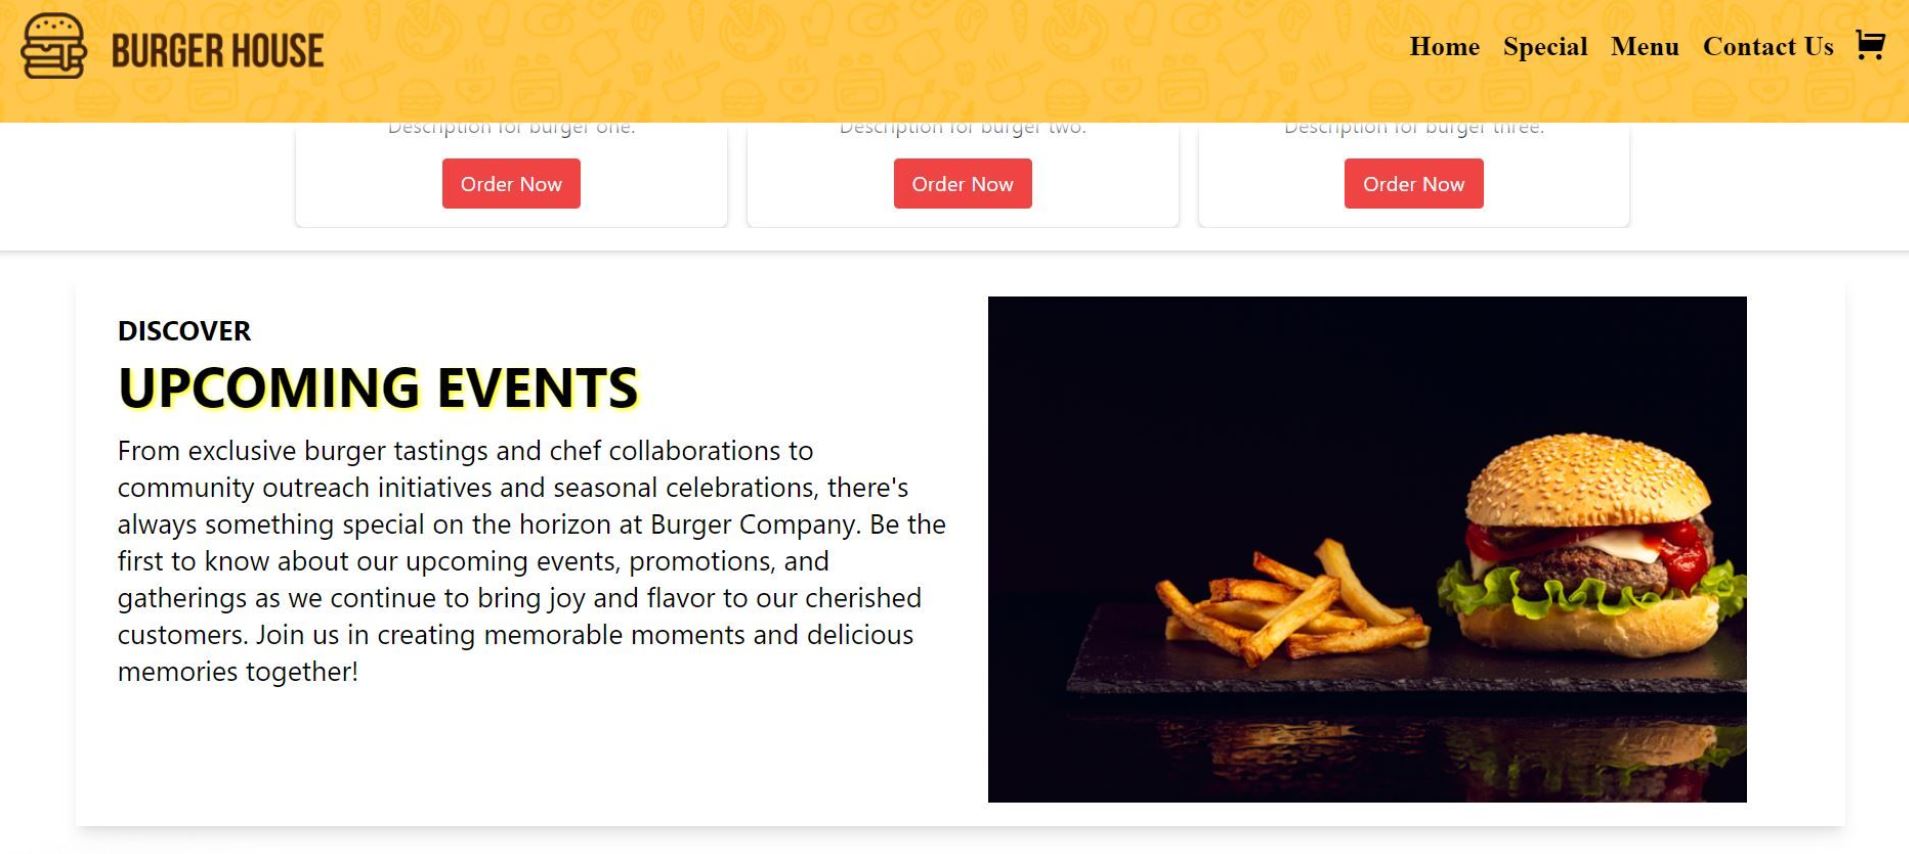 BURGER HOUSE
Home Special Menu Contact Us
Description for burger one. Description for burger two. Description for burger three.
Order Now Order Now Order Now
DISCOVER
UPCOMING EVENTS
From exclusive burger tastings and chef collaborations to
community outreach initiatives and seasonal celebrations, there's
always something special on the horizon at Burger Company. Be the
first to know about our upcoming events, promotions, and
gatherings as we continue to bring joy and flavor to our cherished
customers. Join us in creating memorable moments and delicious
memories together!